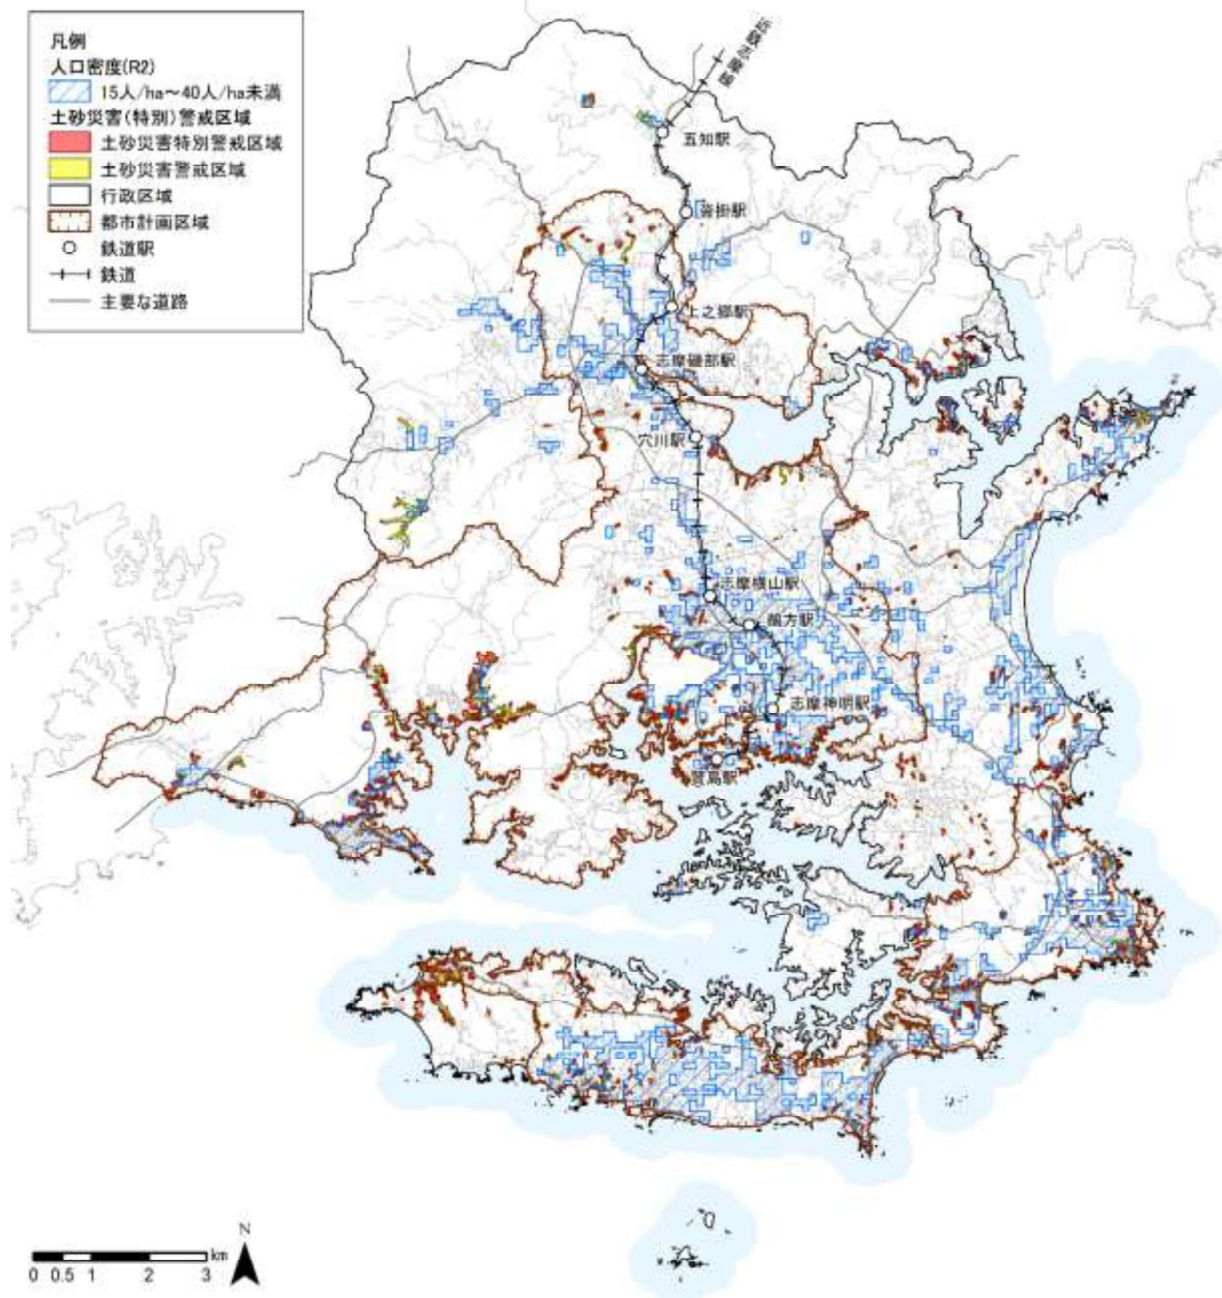 凡例
人口密度(R2)
15人/ha～40人/ha未満
土砂災害(特別)警戒区域
土砂災害特別警戒区域
土砂災害警戒区域
行政区域
都市計画区域
鉄道駅
鉄道
主要な道路
近鉄志摩線
五知駅
沓掛駅
上之郷駅
志摩磯部駅
穴川駅
志摩横山駅
鵜方駅
志摩神明駅
賢島駅
N
km
0 0.5 1 2 3